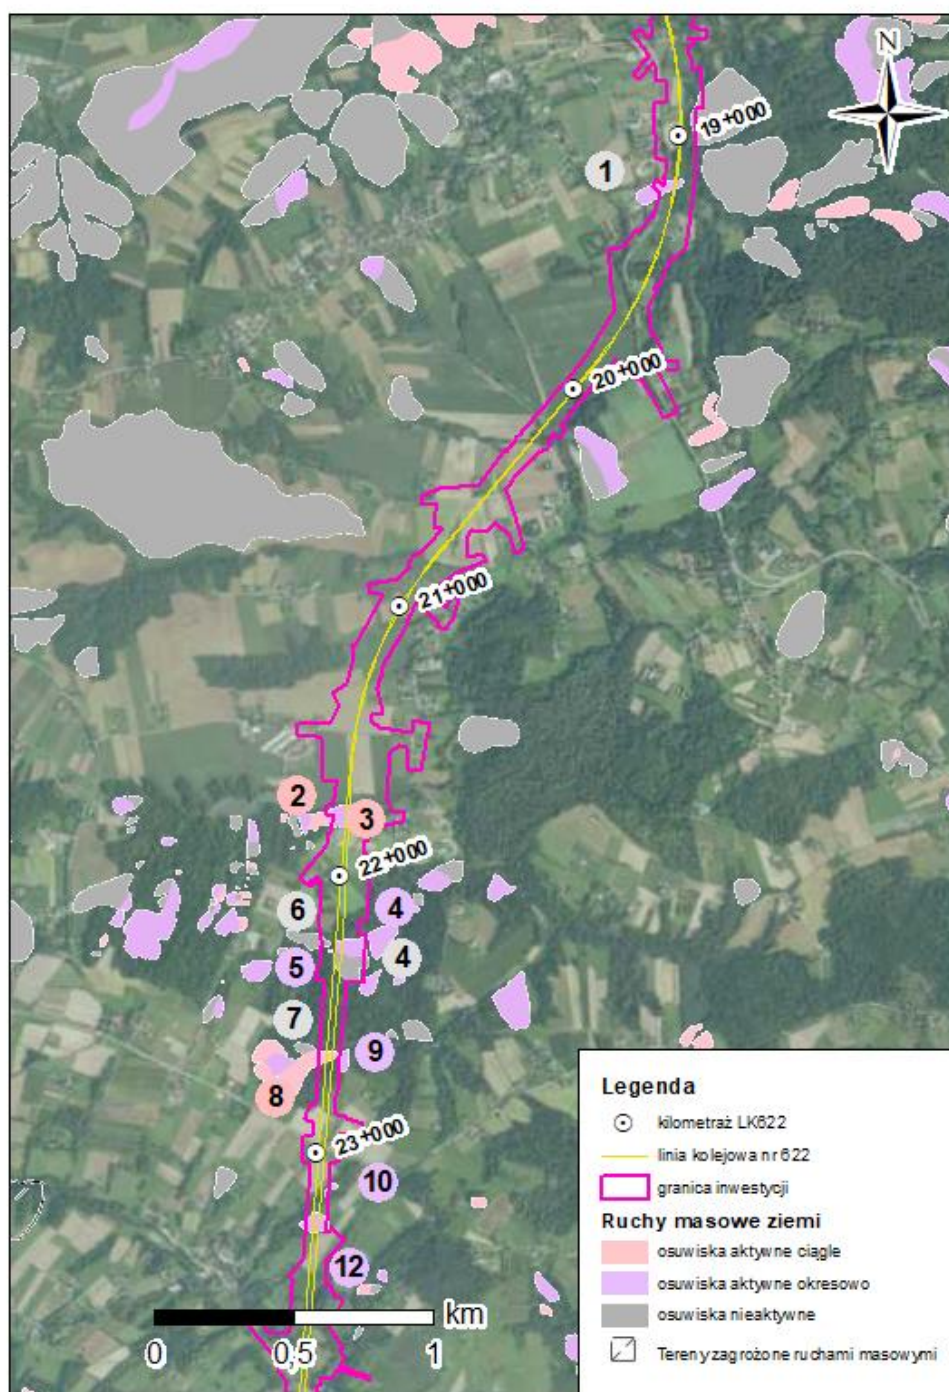 N
19+000
1
20+000
21+000
2
3
22+000
6
4
5
4
7
9
8
23+000
10
12
km
0
0,5
1
Legenda
kilometraż LK622
linia kolejowa nr 622
granica inwestycji
Ruchy masowe ziemi
osuwiska aktywne ciągle
osuwiska aktywne okresowo
osuwiska nieaktywne
Tereny zagrożone ruchami masowymi